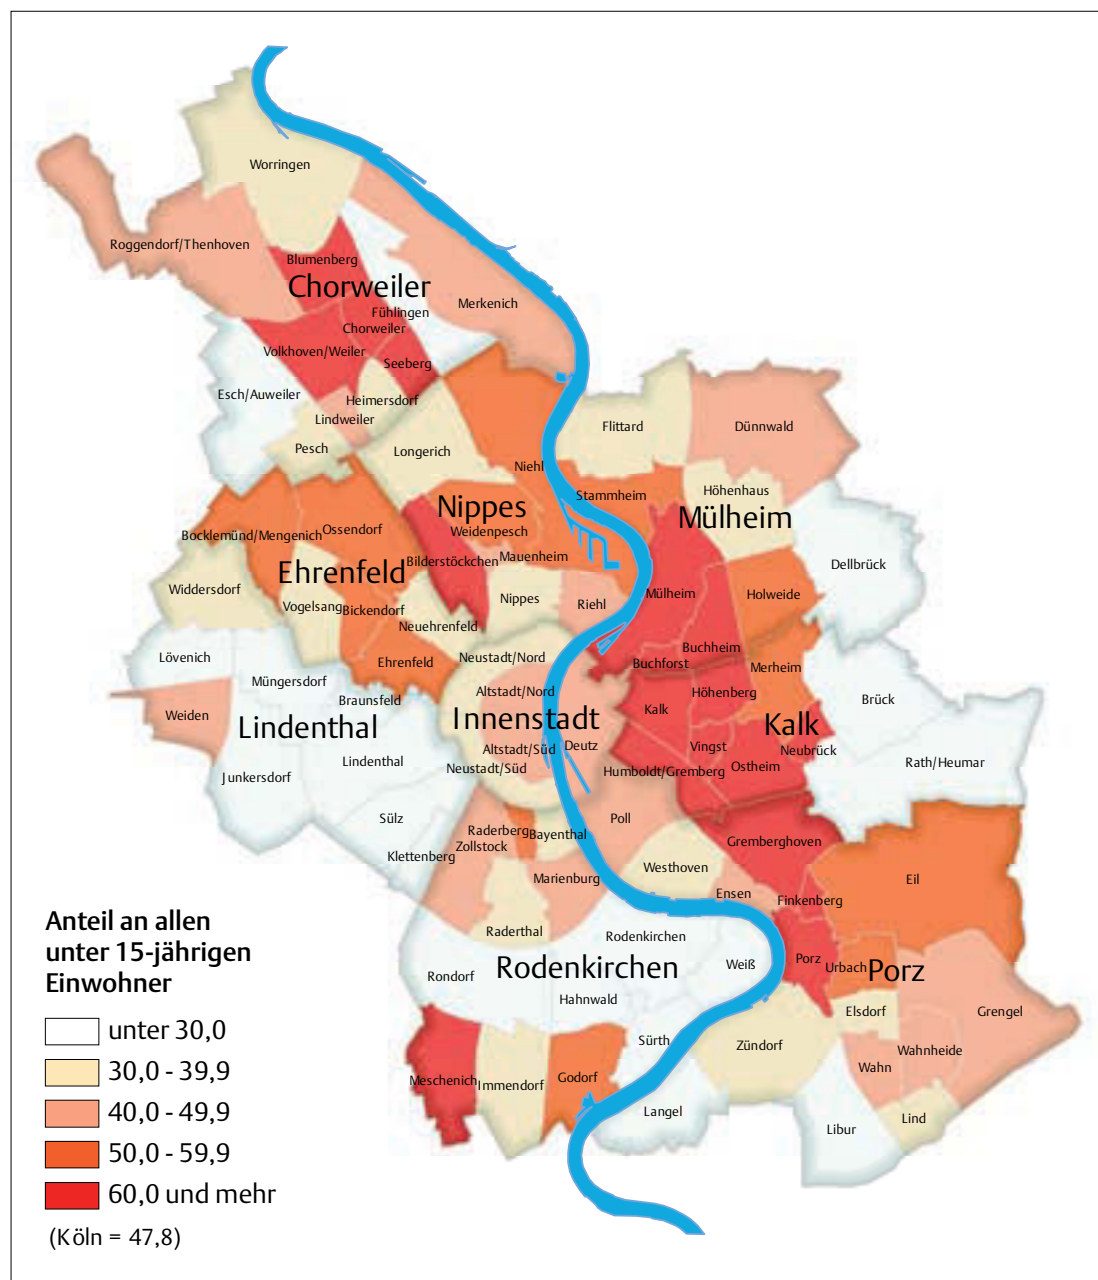 Worringen
Roggendorf/Thenhoven
Blumenberg
Chorweiler
Merkenich
Fühlingen
Chorweiler
Volkhoven/Weiler
Seeberg
Esch/Auweiler
Heimersdorf
Lindweiler
Pesch
Longerich
Flittard
Dünnwald
Niehl
Stammheim
Höhenhaus
Nippes
Mülheim
Weidenpesch
Ossendorf
Bocklemünd/Mengenich
Mauenheim
Bilderstöckchen
Dellbrück
Ehrenfeld
Widdersdorf
Vogelsang
Bickendorf
Nippes
Riehl
Mülheim
Holweide
Neuehrenfeld
Buchheim
Lövenich
Ehrenfeld
Neustadt/Nord
Buchforst
Merheim
Müngersdorf
Braunsfeld
Altstadt/Nord
Höhenberg
Brück
Weiden
Lindenthal
Innenstadt
Kalk
Kalk
Altstadt/Süd
Deutz
Vingst
Neubrück
Lindenthal
Neustadt/Süd
Humboldt/Gremberg
Ostheim
Rath/Heumar
Junkersdorf
Sülz
Poll
Raderberg
Bayenthal
Zollstock
Klettenberg
Gremberghoven
Westhoven
Marienburg
Eil
Ensen
Finkenberg
Raderthal
Rodenkirchen
Rodenkirchen
Weiß
Porz
Urbach
Porz
Rondorf
Hahnwald
Elsdorf
Grengel
Sürth
Zündorf
Wahnheide
Wahn
Meschenich
Immendorf
Godorf
Langel
Libur
Lind
Anteil an allen
unter 15-jährigen
Einwohner
unter 30,0
30,0 - 39,9
40,0 - 49,9
50,0 - 59,9
60,0 und mehr
(Köln = 47,8)